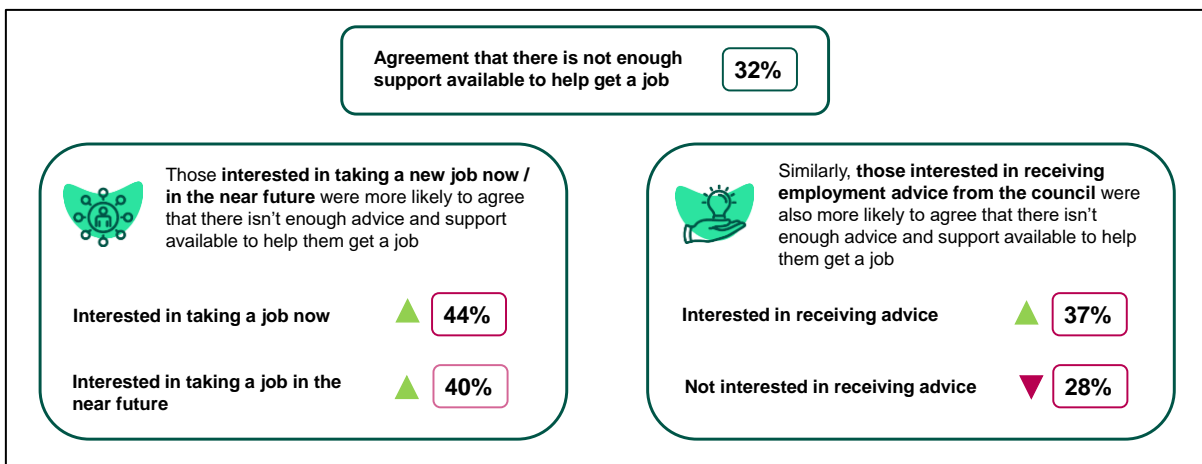 Agreement that there is not enough
support available to help get a job
32%
Those interested in taking a new job now /
in the near future were more likely to agree
that there isn’t enough advice and support
available to help them get a job
Interested in taking a job now
44%
Interested in taking a job in the
near future
40%
Similarly, those interested in receiving
employment advice from the council were
also more likely to agree that there isn’t
enough advice and support available to help
them get a job
Interested in receiving advice
37%
Not interested in receiving advice
28%